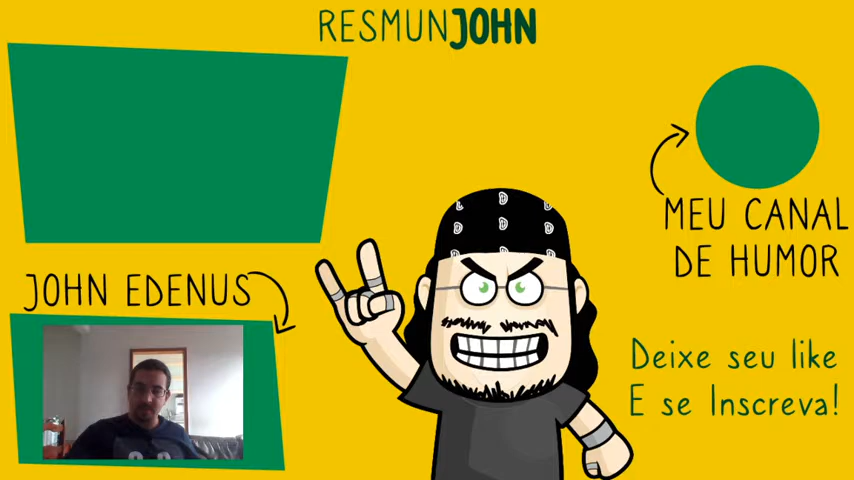 RESMUNJOHN
MEU CANAL
DE HUMOR
JOHN EDENUS
Deixe seu like
E se Inscreva!